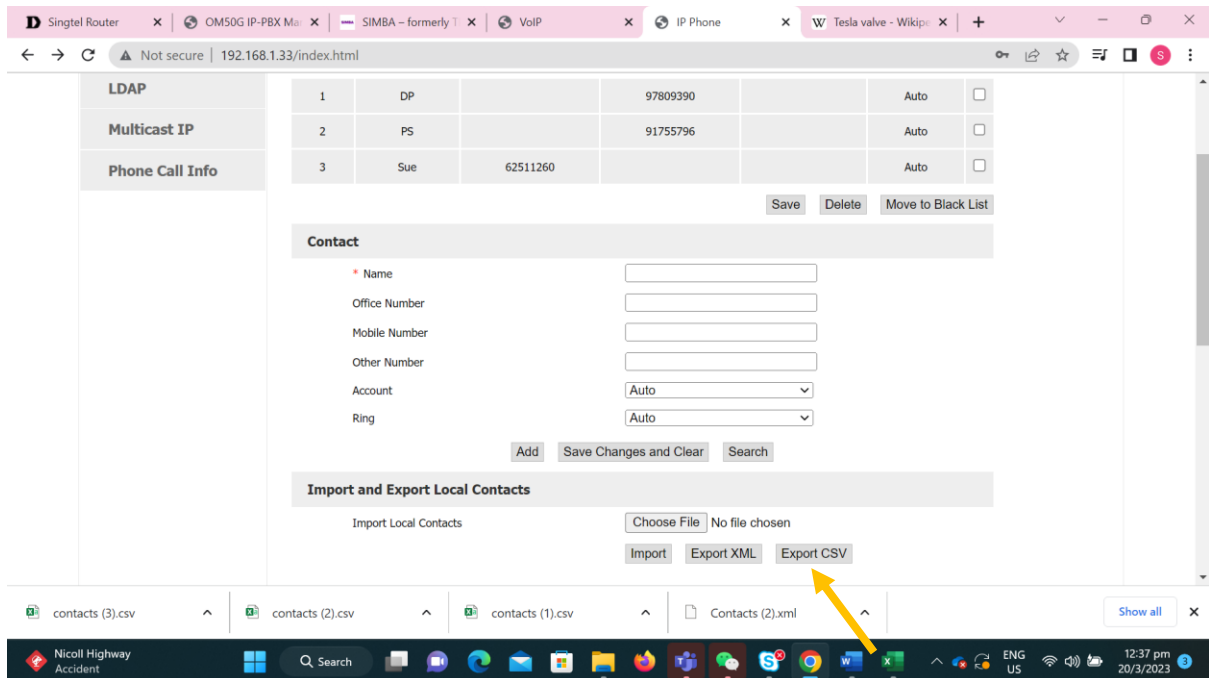 Singtel Router
OM50G IP-PBX Ma
SIMBA – formerly T
VoIP
IP Phone
Tesla valve - Wikipe
Not secure | 192.168.1.33/index.html
S
LDAP
Multicast IP
Phone Call Info
1 DP 97809390 Auto
2 PS 91755796 Auto
3 Sue 62511260 Auto
Save Delete Move to Black List
Contact
* Name
Office Number
Mobile Number
Other Number
Account Auto
Ring Auto
Add Save Changes and Clear Search
Import and Export Local Contacts
Import Local Contacts Choose File No file chosen
Import Export XML Export CSV
contacts (3).csv contacts (2).csv contacts (1).csv Contacts (2).xml Show all
Nicoll Highway
Accident
Search
ENG
US
12:37 pm
20/3/2023
3